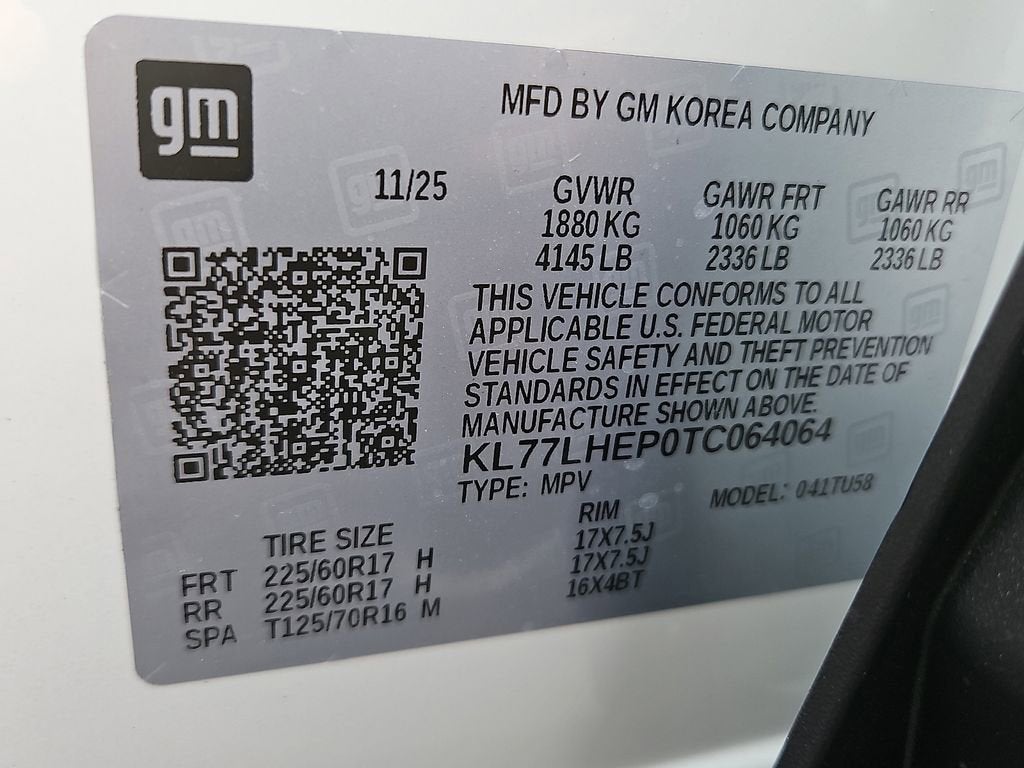 gm
MFD BY GM KOREA COMPANY
11/25 GVWR GAWR FRT GAWR RR
1880 KG 1060 KG 1060 KG
4145 LB 2336 LB 2336 LB
THIS VEHICLE CONFORMS TO ALL
APPLICABLE U.S. FEDERAL MOTOR
VEHICLE SAFETY AND THEFT PREVENTION
STANDARDS IN EFFECT ON THE DATE OF
MANUFACTURE SHOWN ABOVE.
KL77LHEP0TC064064
TYPE: MPV MODEL: 041TU58
TIRE SIZE RIM
FRT 225/60R17 H 17X7.5J
RR 225/60R17 H 17X7.5J
SPA T125/70R16 M 16X4BT